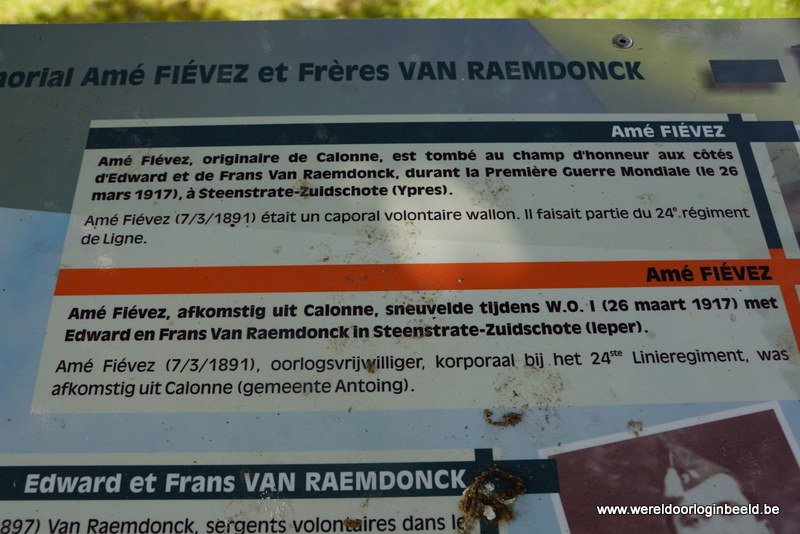 morial Amé FIÉVEZ et Frères VAN RAEMDONCK
Amé FIÉVEZ
Amé Fiévez, originaire de Calonne, est tombé au champ d'honneur aux côtés
d'Edward et de Frans Van Raemdonck, durant la Première Guerre Mondiale (le 26
mars 1917), à Steenstrate-Zuidschote (Ypres).
Amé Fiévez (7/3/1891) était un caporal volontaire wallon. Il faisait partie du 24e régiment
de Ligne.
Amé FIÉVEZ
Amé Fiévez, afkomstig uit Calonne, sneuvelde tijdens W.O. I (26 maart 1917) met
Edward en Frans Van Raemdonck in Steenstrate-Zuidschote (Ieper).
Amé Fiévez (7/3/1891), oorlogsvrijwilliger, korporaal bij het 24ste Linieregiment, was
afkomstig uit Calonne (gemeente Antoing).
Edward et Frans VAN RAEMDONCK
1897) Van Raemdonck, sergents volontaires dans le
www.wereldoorloginbeeld.be